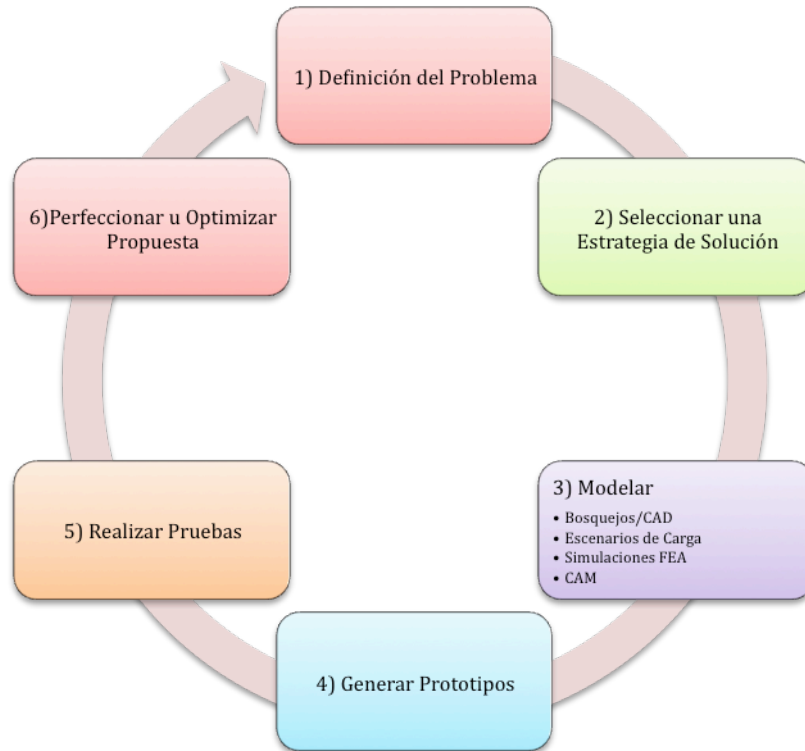 1) Definición del Problema
2) Seleccionar una
Estrategia de Solución
3) Modelar
• Bosquejos/CAD
• Escenarios de Carga
• Simulaciones FEA
• CAM
4) Generar Prototipos
5) Realizar Pruebas
6)Perfeccionar u Optimizar
Propuesta